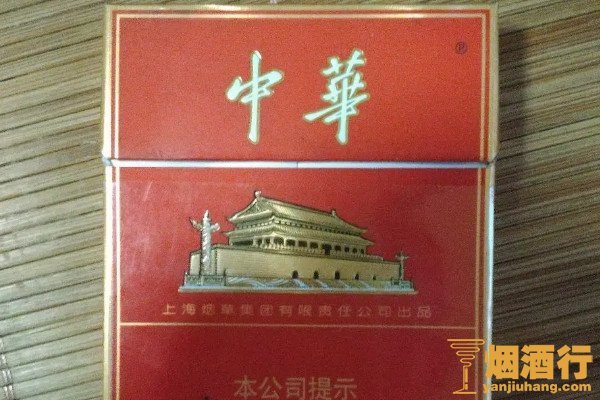 中華
®
上海烟草集团有限责任公司出品
本公司提示
烟酒行
yanjiuhang.com